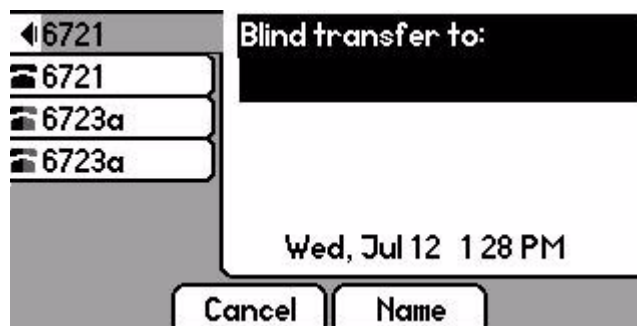 6721
6721
6723a
6723a
Blind transfer to:
Wed, Jul 12 1 28 PM
Cancel
Name